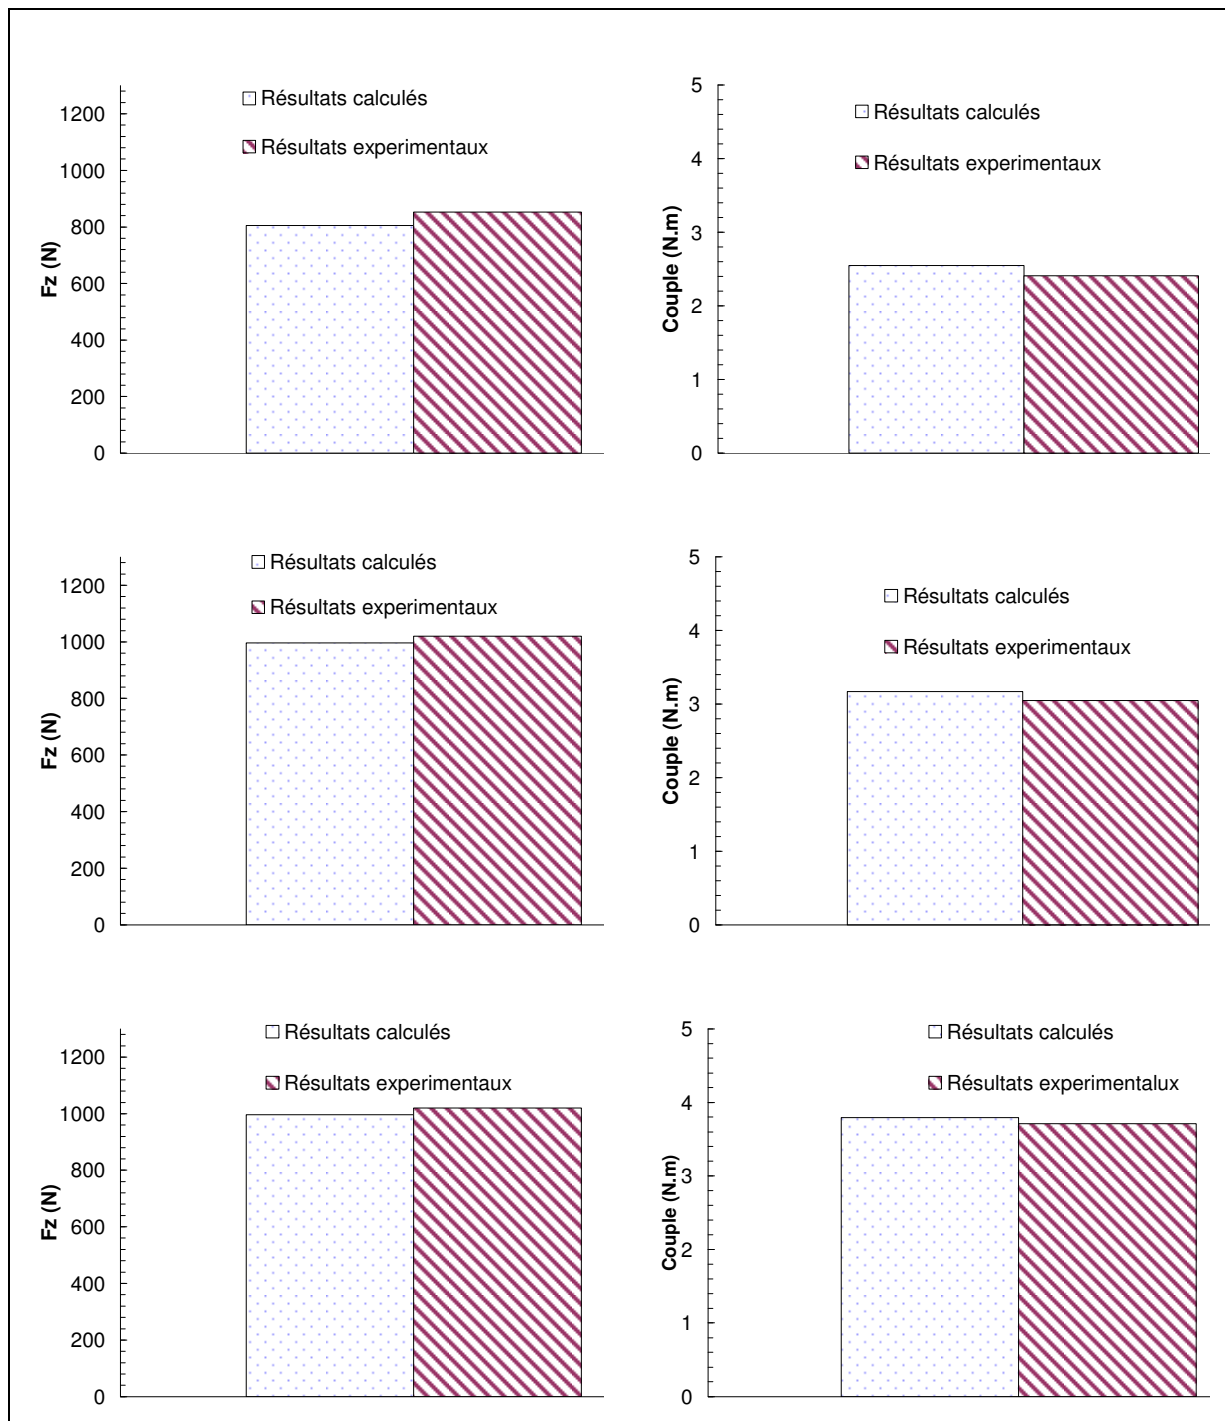 Résultats calculés
Résultats experimentaux
Fz (N)
1200
1000
800
600
400
200
0
Résultats calculés
Résultats experimentaux
Couple (N.m)
5
4
3
2
1
0
Résultats calculés
Résultats experimentaux
Fz (N)
1200
1000
800
600
400
200
0
Résultats calculés
Résultats experimentaux
Couple (N.m)
5
4
3
2
1
0
Résultats calculés
Résultats experimentaux
Fz (N)
1200
1000
800
600
400
200
0
Résultats calculés
Résultats experimentalux
Couple (N.m)
5
4
3
2
1
0